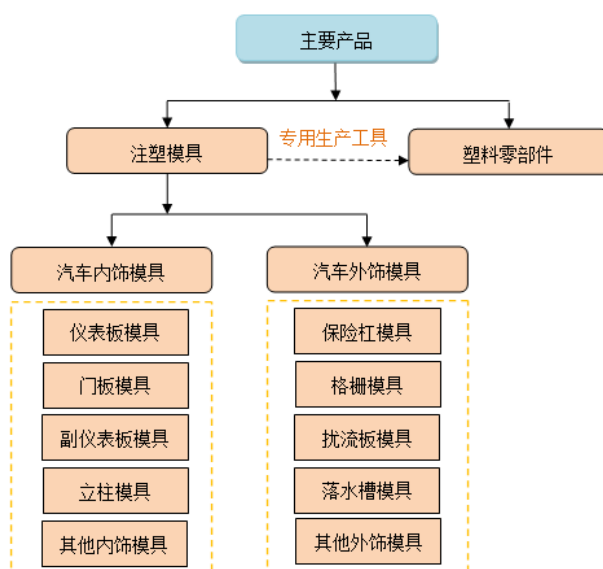 主要产品
注塑模具
专用生产工具
塑料零部件
汽车内饰模具
汽车外饰模具
仪表板模具
门板模具
副仪表板模具
立柱模具
其他内饰模具
保险杠模具
格栅模具
扰流板模具
落水槽模具
其他外饰模具